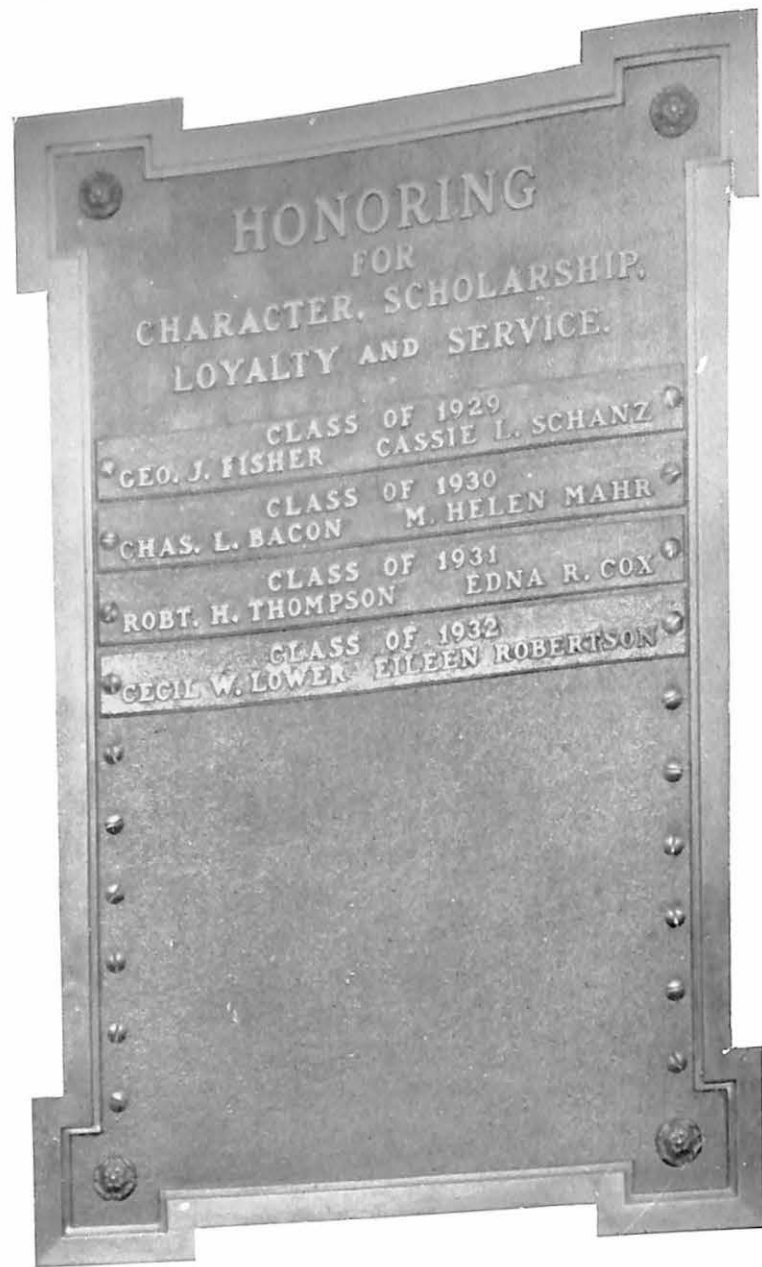 HONORING
FOR
CHARACTER, SCHOLARSHIP,
LOYALTY AND SERVICE.
CLASS OF 1929
GEO. J. FISHER CASSIE L. SCHANZ
CLASS OF 1930
CHAS. L. BACON M. HELEN MAHR
CLASS OF 1931
ROBT. H. THOMPSON EDNA R. COX
CLASS OF 1932
CECIL W. LOWER EILEEN ROBERTSON